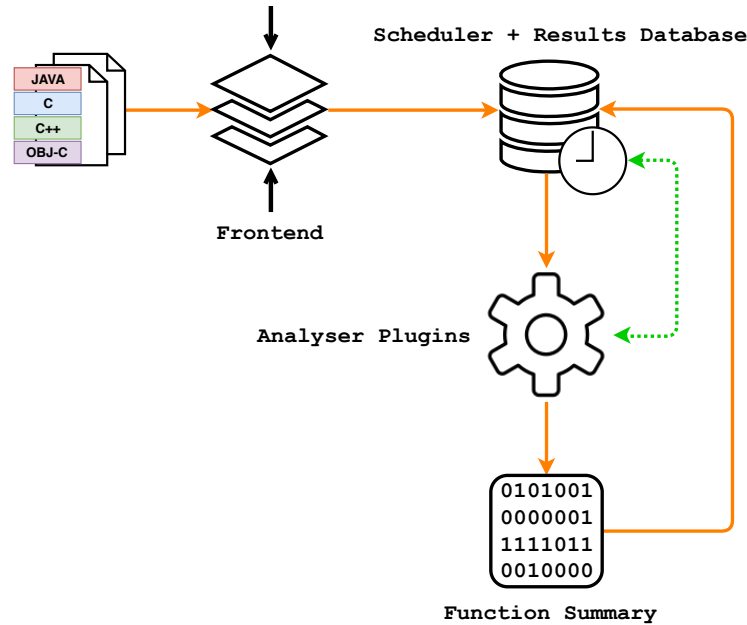 Scheduler + Results Database
JAVA
C
C++
OBJ-C
Frontend
Analyser Plugins
0101001
0000001
1111011
0010000
Function Summary